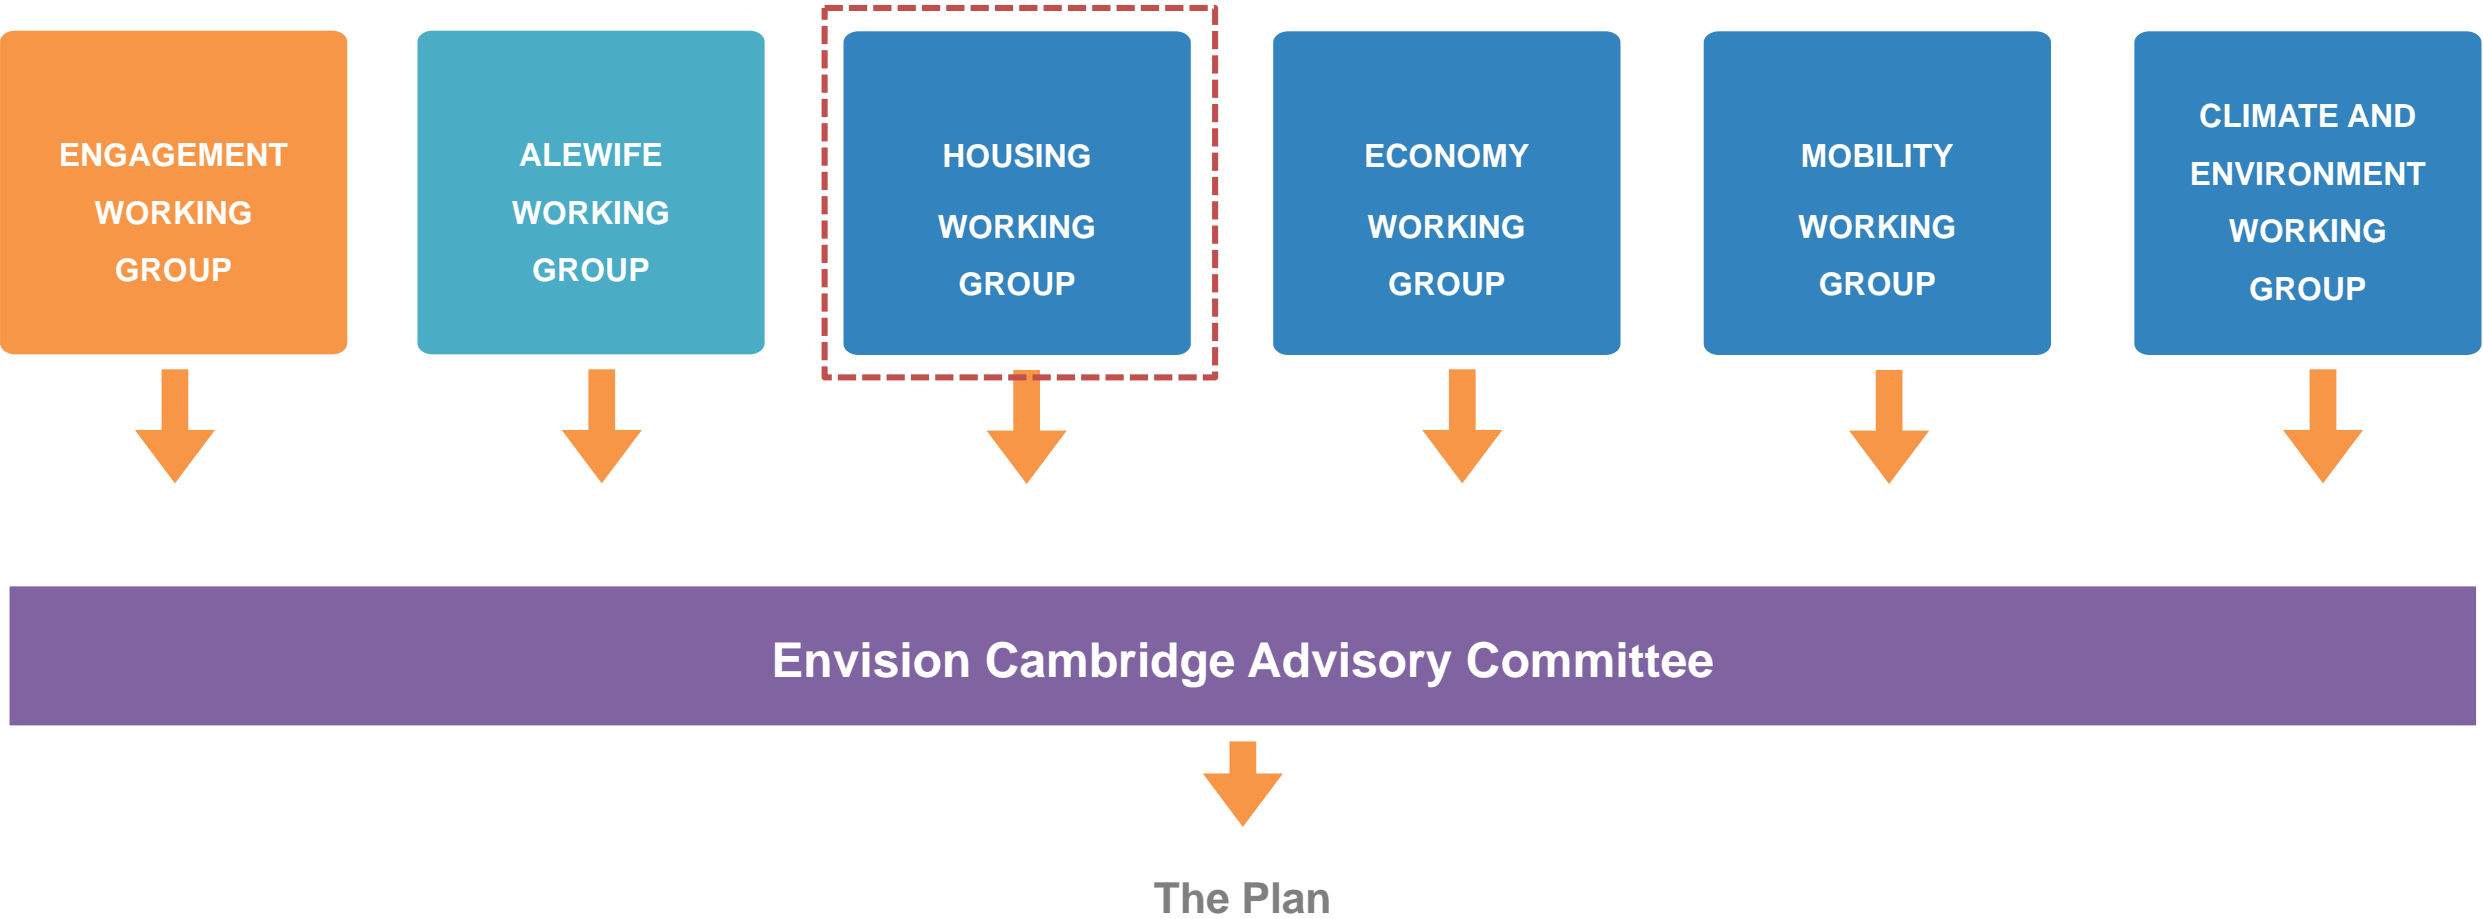 ENGAGEMENT
WORKING
GROUP
ALEWIFE
WORKING
GROUP
HOUSING
WORKING
GROUP
ECONOMY
WORKING
GROUP
MOBILITY
WORKING
GROUP
CLIMATE AND
ENVIRONMENT
WORKING
GROUP
Envision Cambridge Advisory Committee
The Plan